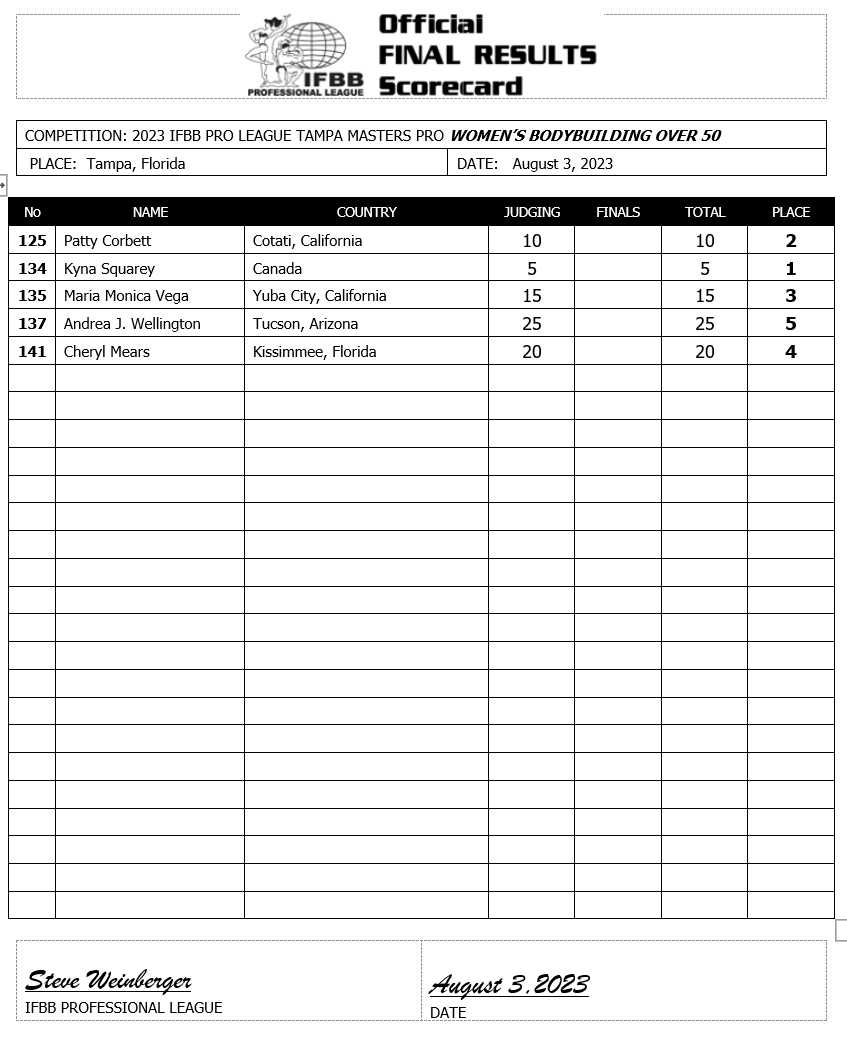 Official
FINAL RESULTS
Scorecard
IFBB
PROFESSIONAL LEAGUE
COMPETITION: 2023 IFBB PRO LEAGUE TAMPA MASTERS PRO WOMEN'S BODYBUILDING OVER 50
PLACE: Tampa, Florida DATE: August 3, 2023
No NAME COUNTRY JUDGING FINALS TOTAL PLACE
125 Patty Corbett Cotati, California 10 10 2
134 Kyna Squarey Canada 5 5 1
135 Maria Monica Vega Yuba City, California 15 15 3
137 Andrea J. Wellington Tucson, Arizona 25 25 5
141 Cheryl Mears Kissimmee, Florida 20 20 4
Steve Weinberger August 3, 2023
IFBB PROFESSIONAL LEAGUE DATE